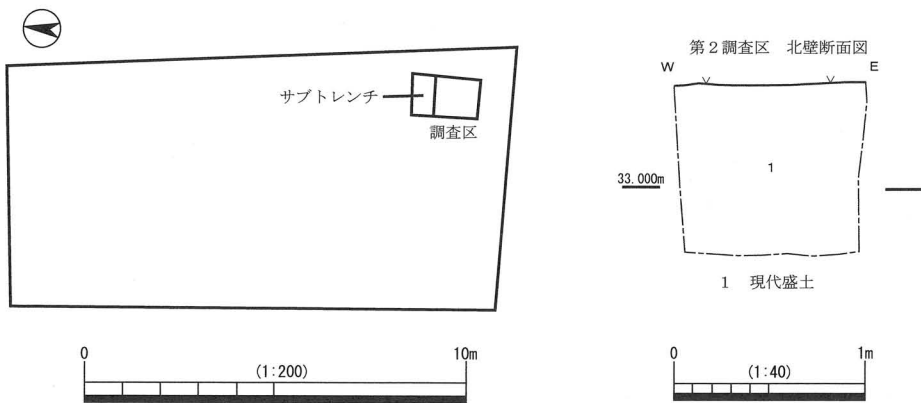 サブトレンチ
調査区
0
10m
(1:200)
第2調査区 北壁断面図
W
E
1
33.000m
1 現代盛土
0
1m
(1:40)